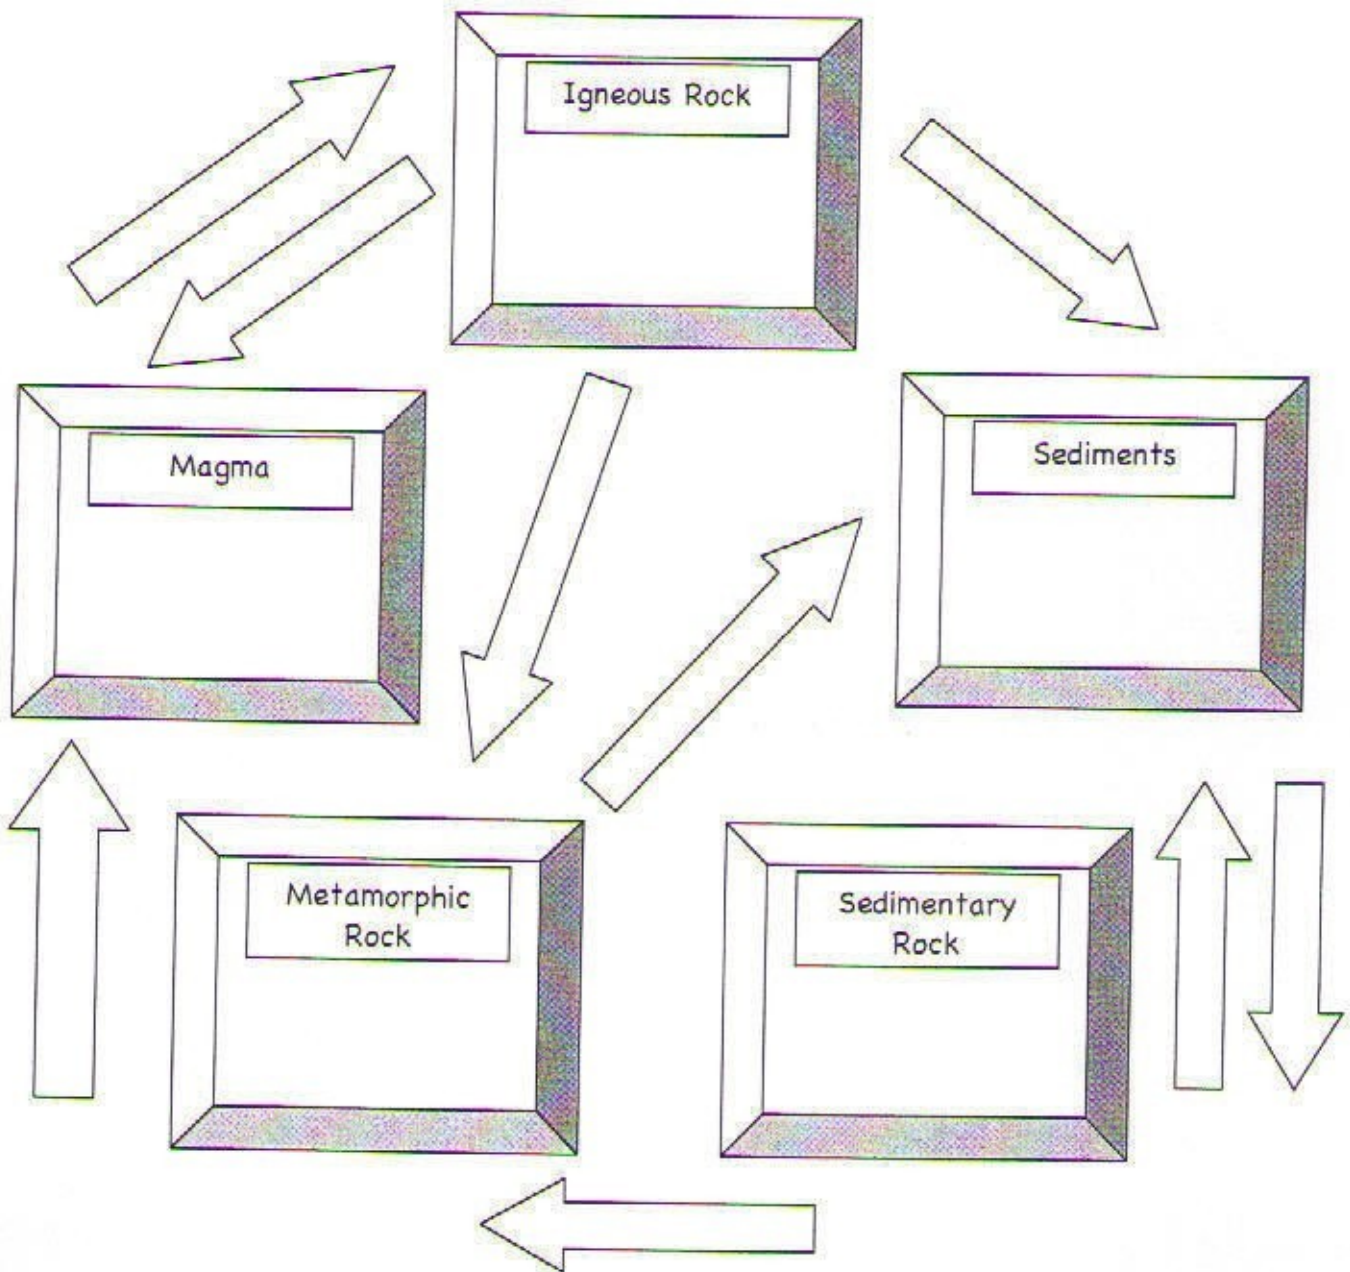 Igneous Rock
Magma
Sediments
Metamorphic
Rock
Sedimentary
Rock